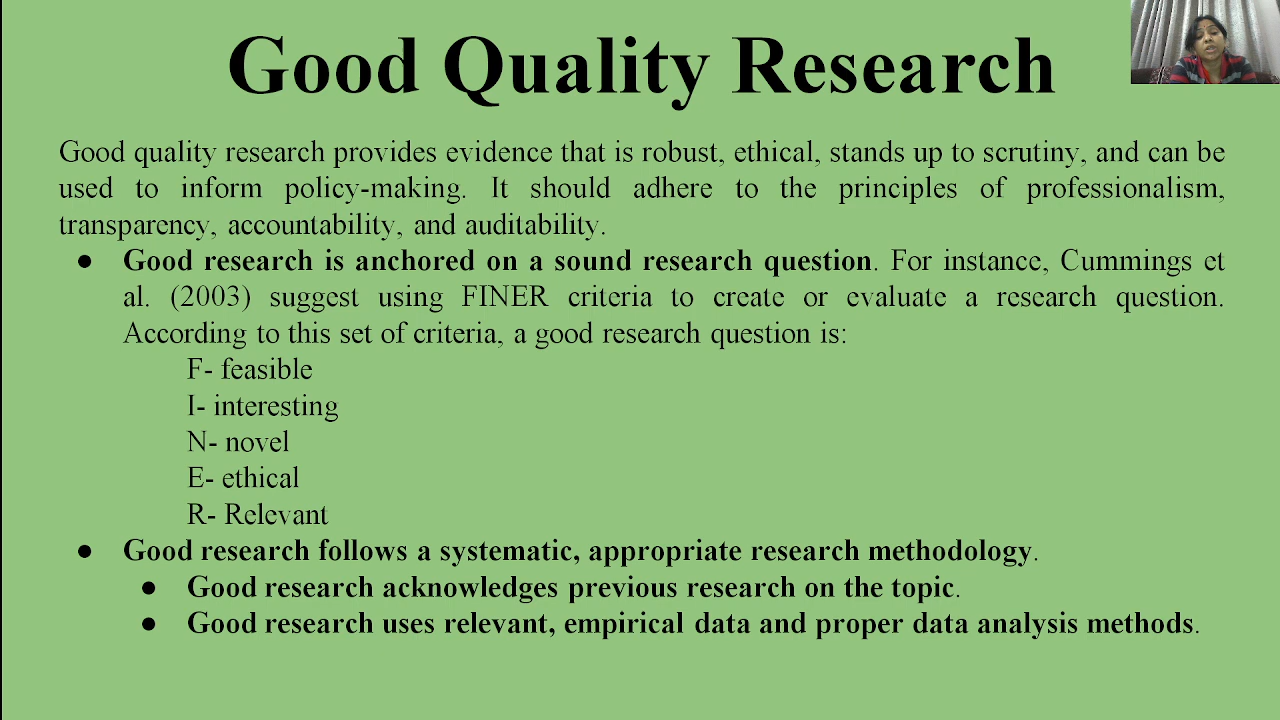 Good Quality Research
Good quality research provides evidence that is robust, ethical, stands up to scrutiny, and can be
used to inform policy-making. It should adhere to the principles of professionalism,
transparency, accountability, and auditability.
● Good research is anchored on a sound research question. For instance, Cummings et
al. (2003) suggest using FINER criteria to create or evaluate a research question.
According to this set of criteria, a good research question is:
F- feasible
I- interesting
N- novel
E- ethical
R- Relevant
● Good research follows a systematic, appropriate research methodology.
● Good research acknowledges previous research on the topic.
● Good research uses relevant, empirical data and proper data analysis methods.